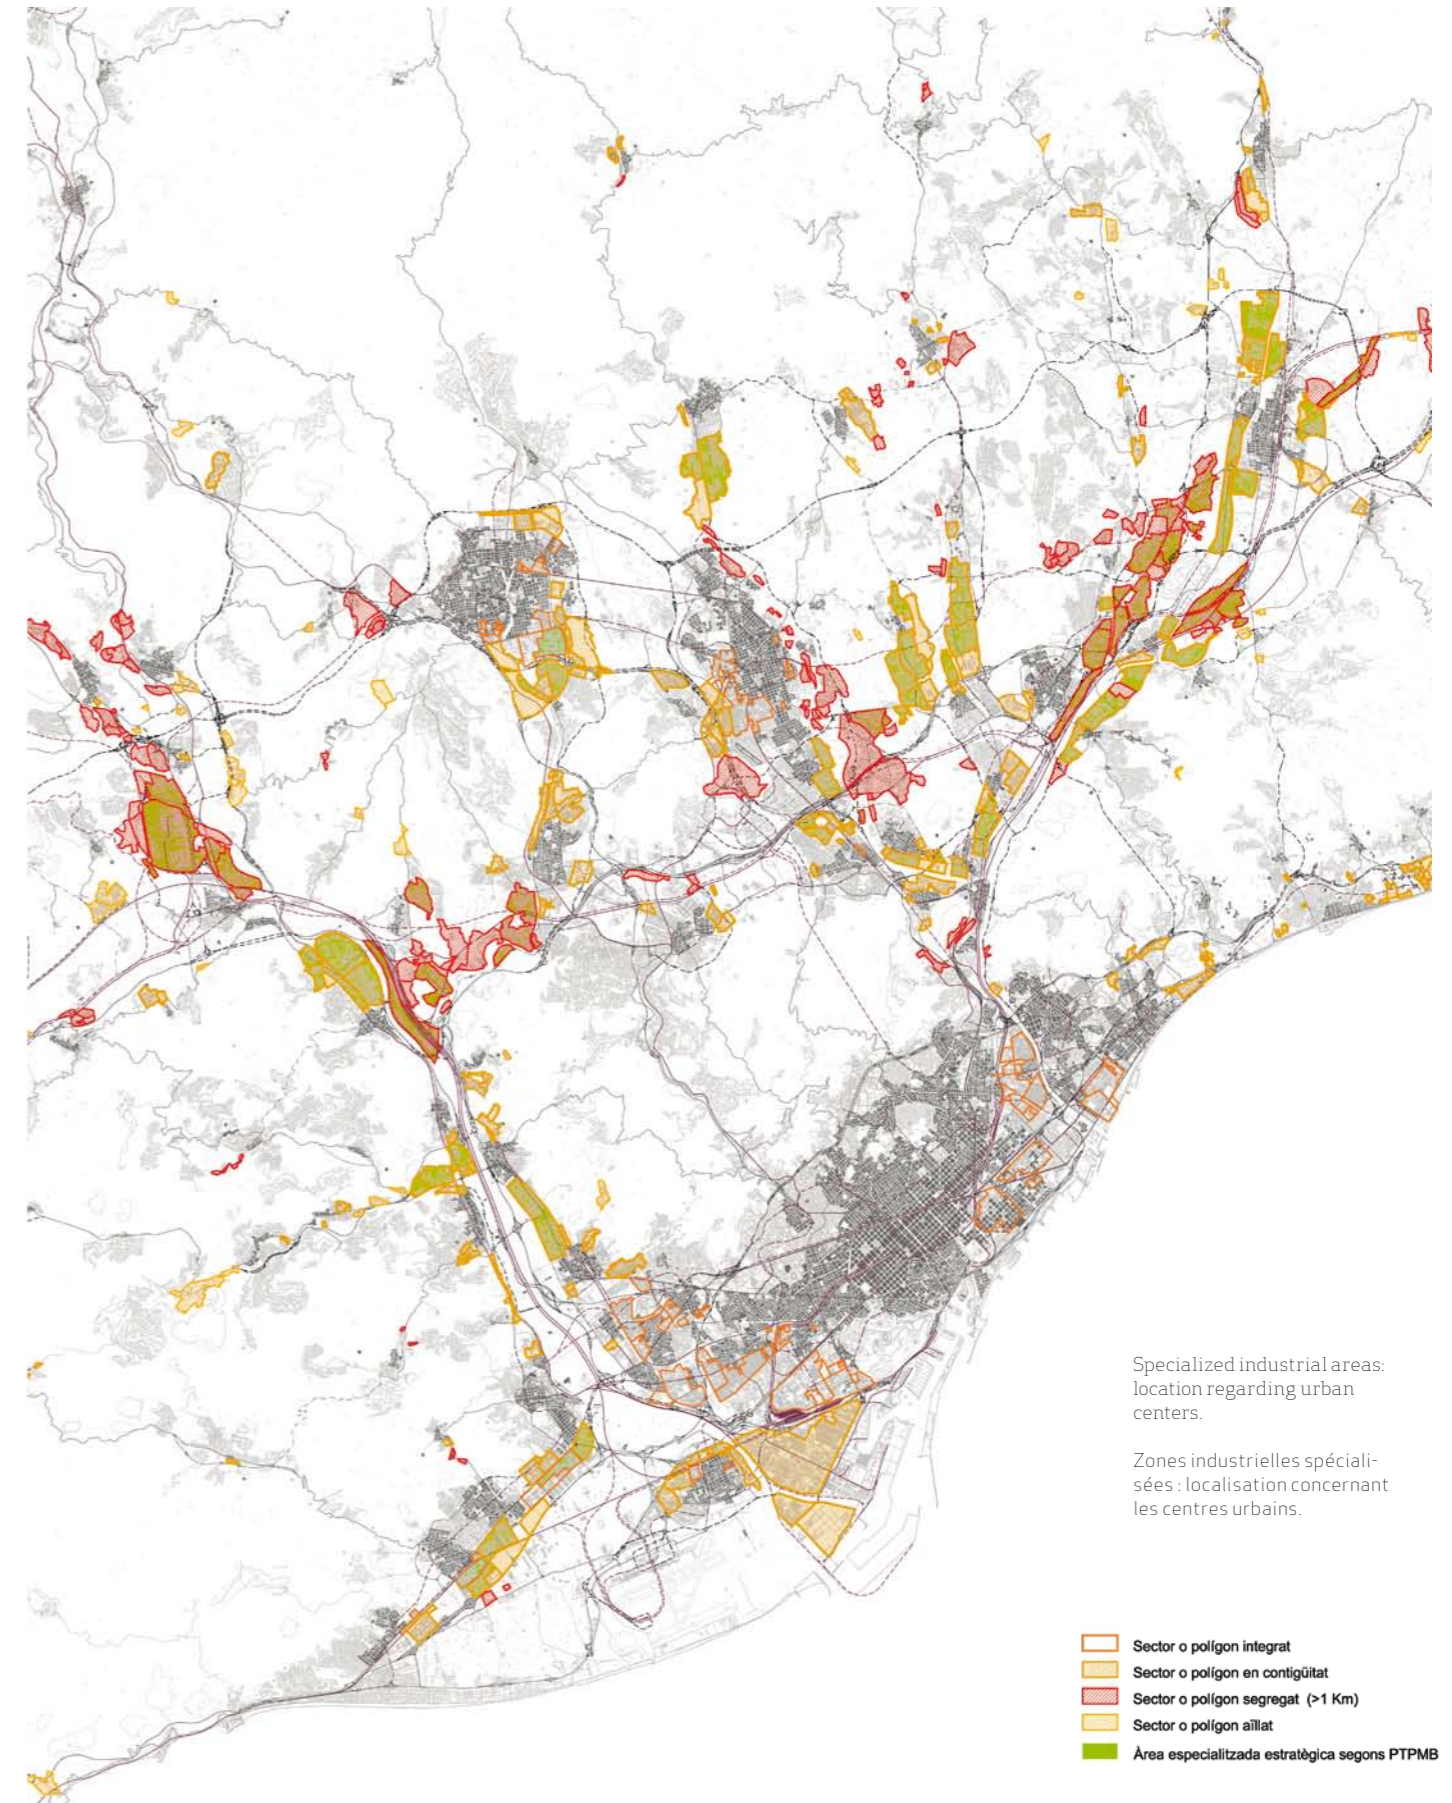 Specialized industrial areas:
location regarding urban
centers.
Zones industrielles spéciali-
sées : localisation concernant
les centres urbains.
Sector o polígon integrat
Sector o polígon en contigüitat
Sector o polígon segregat (>1 Km)
Sector o polígon aïllat
Àrea especialitzada estratègica segons PTPMB